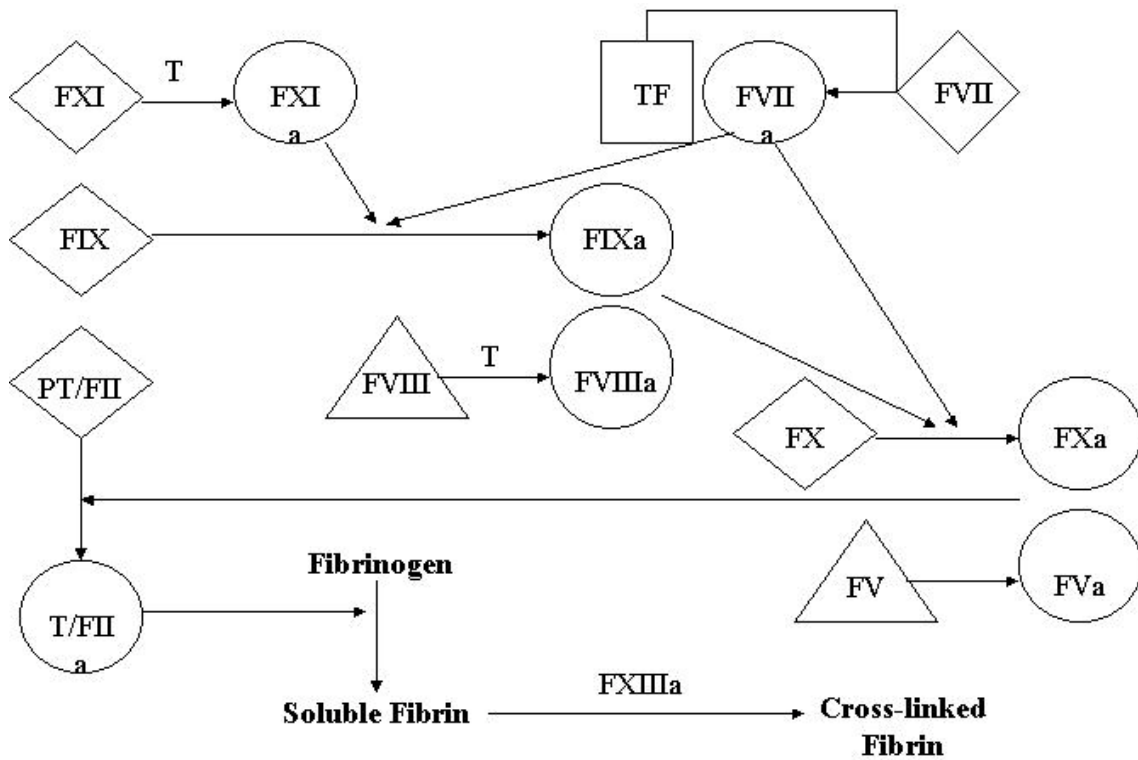 T
FXI
FXI
a
TF
FVII
a
FVII
FIX
FIXa
PT/FII
FVIII
T
FVIIIa
FX
FXa
Fibrinogen
T/FII
a
FV
FVa
FXIIIa
Soluble Fibrin
Cross-linked
Fibrin